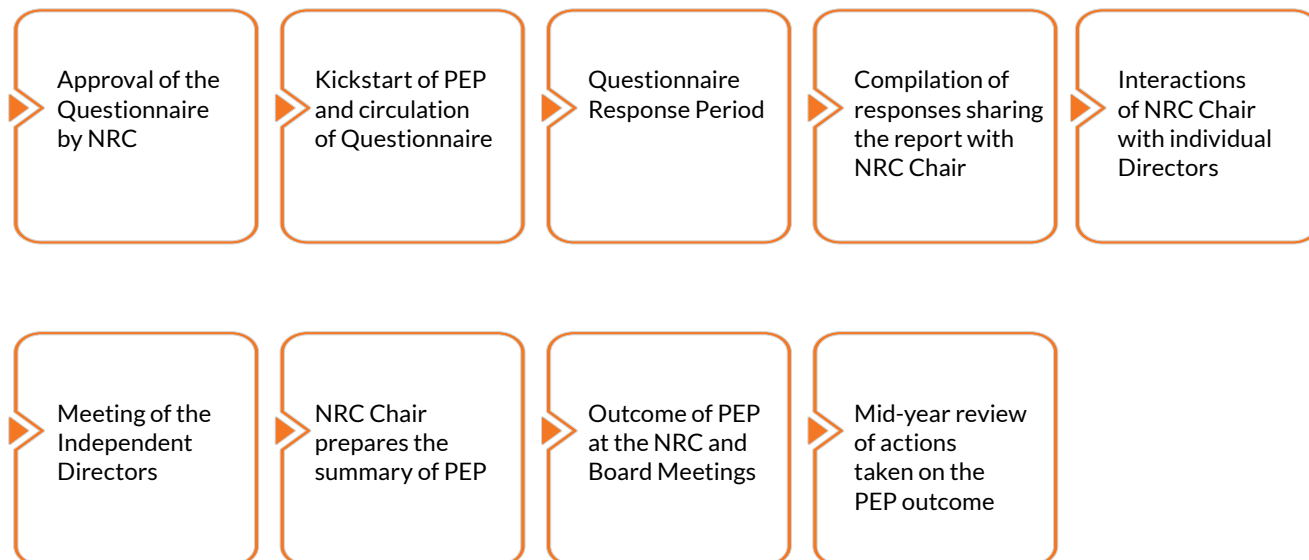 Approval of the
Questionnaire
by NRC
Kickstart of PEP
and circulation
of Questionnaire
Questionnaire
Response Period
Compilation of
responses sharing
the report with
NRC Chair
Interactions
of NRC Chair
with individual
Directors
Meeting of the
Independent
Directors
NRC Chair
prepares the
summary of PEP
Outcome of PEP
at the NRC and
Board Meetings
Mid-year review
of actions
taken on the
PEP outcome